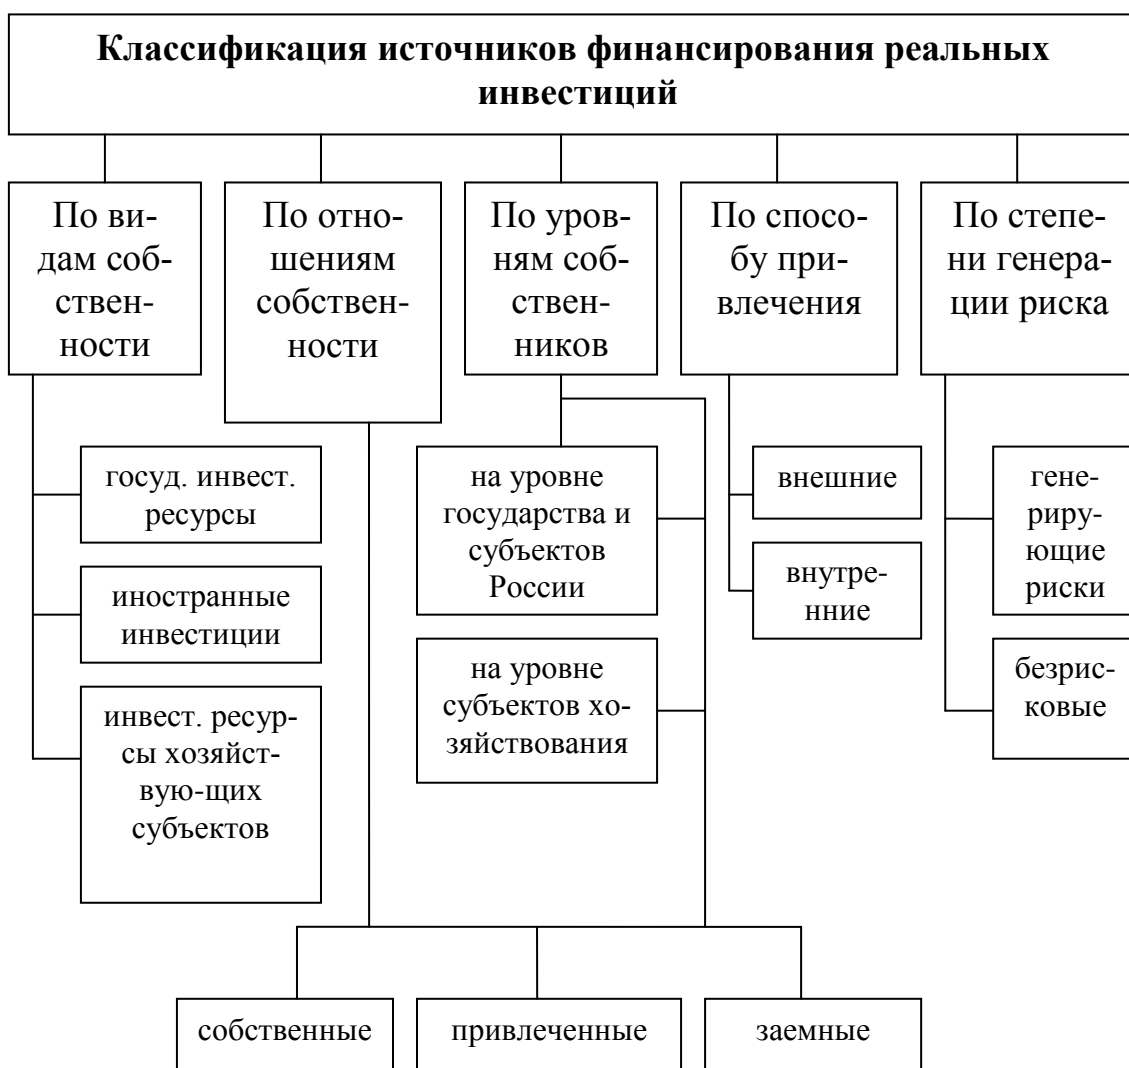 Классификация источников финансирования реальных
инвестиций
По ви-
дам соб-
ствен-
ности
По отно-
шениям
собствен-
ности
По уров-
ням соб-
ствен-
ников
По спосо-
бу при-
влечения
По степе-
ни генера-
ции риска
госуд. инвест.
ресурсы
иностранные
инвестиции
инвест. ресур-
сы хозяйст-
вую-щих
субъектов
на уровне
государства и
субъектов
России
на уровне
субъектов хо-
зяйствования
внешние
внутре-
нние
гене-
рирую-
ющие
риски
безрис-
ковые
собственные
привлеченные
заемные